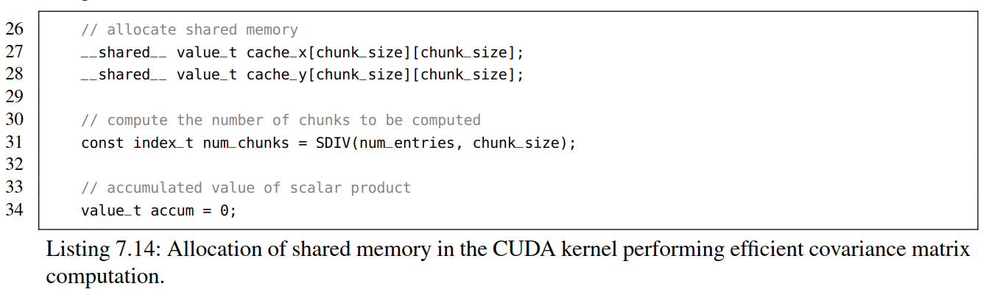 26 // allocate shared memory
27 __shared__ value_t cache_x[chunk_size][chunk_size];
28 __shared__ value_t cache_y[chunk_size][chunk_size];
29
30 // compute the number of chunks to be computed
31 const index_t num_chunks = SDIV(num_entries, chunk_size);
32
33 // accumulated value of scalar product
34 value_t accum = 0;
Listing 7.14: Allocation of shared memory in the CUDA kernel performing efficient covariance matrix
computation.